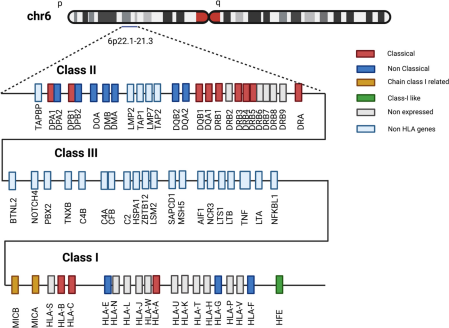 p
q
chr6
6p22.1-21.3
Class II
TAPBP
DPA1
DPA2
DPB1
DPB2
DOA
DMB
DMA
LMP2
TAP1
LMP7
TAP2
DQB2
DQA2
DQB1
DQA1
DRB1
DRB2
DRB3
DRB4
DRB5
DRB6
DRB7
DRB8
DRB9
DRA
Classical
Non Classical
Chain class I related
Class-I like
Non expressed
Non HLA genes
Class III
BTNL2
NOTCH4
PBX2
TNXB
C4B
C4A
CFB
C2
HSPA1
ZBTB12
LSM2
SAPCD1
MSH5
AIF1
NCR3
LTS1
LTB
TNF
LTA
NFKBL1
Class I
MICB
MICA
HLA-S
HLA-B
HLA-C
HLA-E
HLA-N
HLA-L
HLA-J
HLA-W
HLA-A
HLA-U
HLA-K
HLA-T
HLA-H
HLA-G
HLA-P
HLA-V
HLA-F
HFE